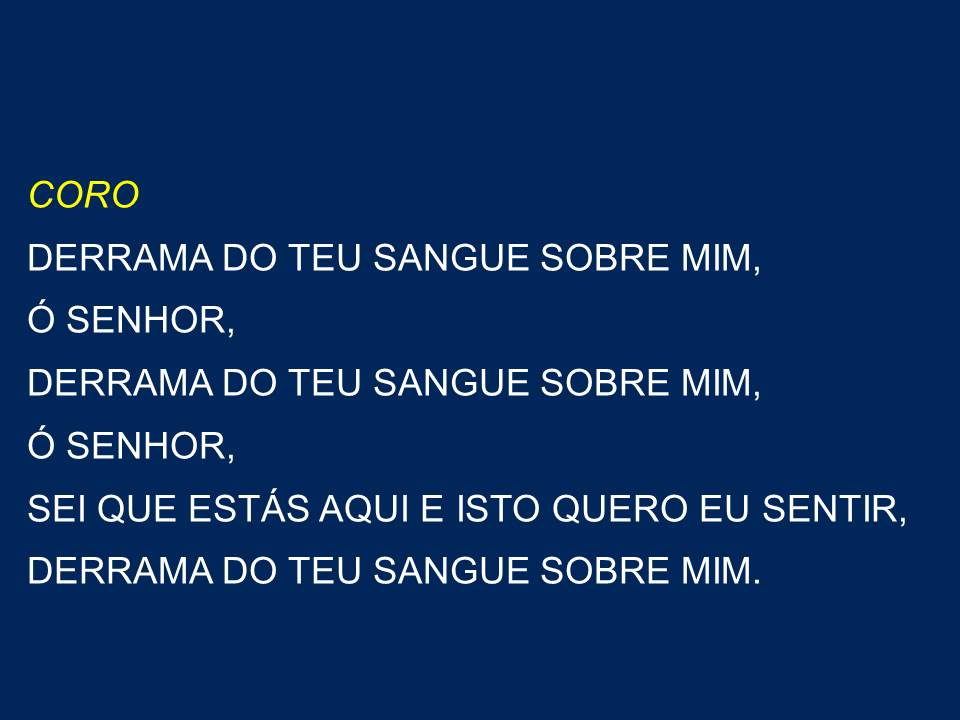 CORO
DERRAMA DO TEU SANGUE SOBRE MIM,
Ó SENHOR,
DERRAMA DO TEU SANGUE SOBRE MIM,
Ó SENHOR,
SEI QUE ESTÁS AQUI E ISTO QUERO EU SENTIR,
DERRAMA DO TEU SANGUE SOBRE MIM.